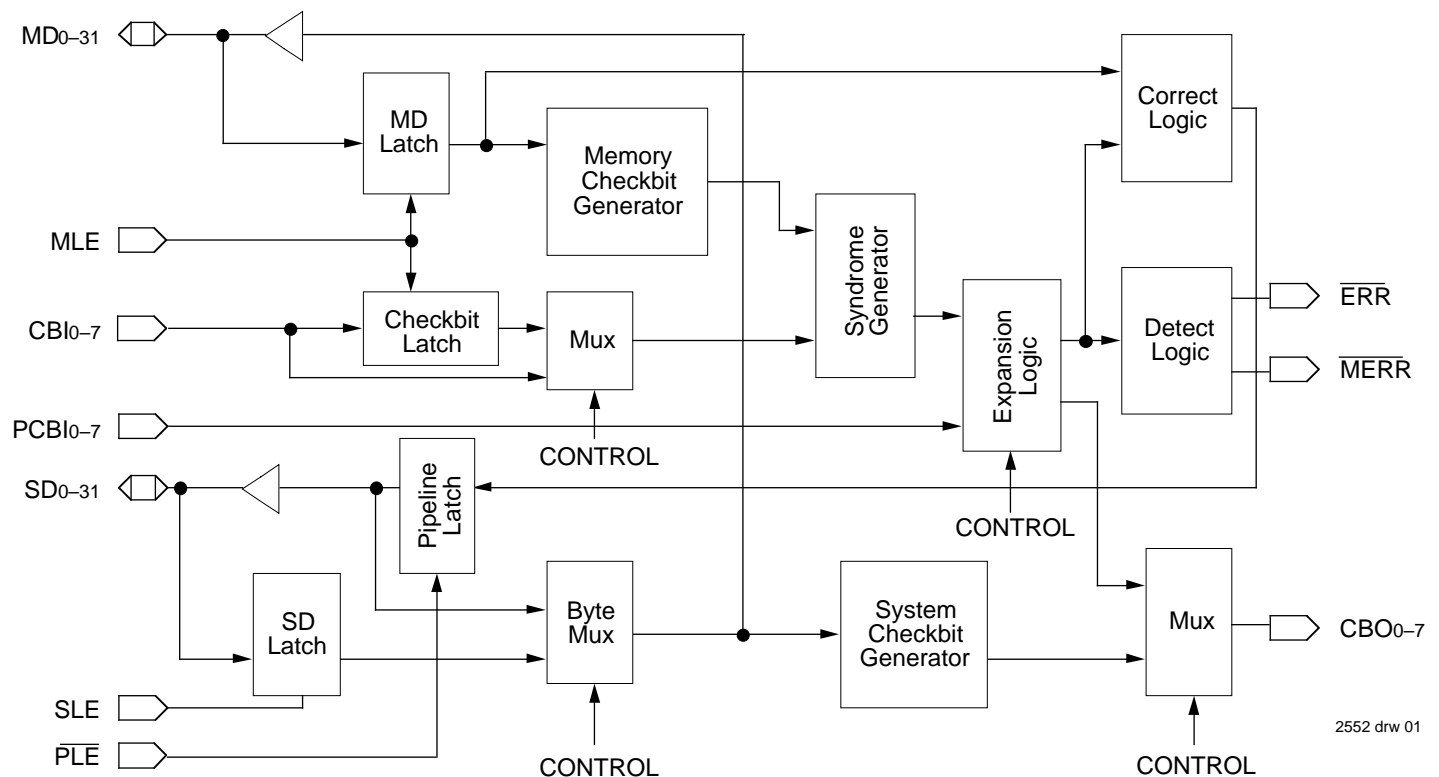 MD0–31
MD
Latch
Memory
Checkbit
Generator
Correct
Logic
MLE
Syndrome
Generator
CBI0–7
Checkbit
Latch
Mux
CONTROL
Expansion
Logic
CONTROL
Detect
Logic
ERR
MERR
PCBI0–7
SD0–31
Pipeline
Latch
SD
Latch
Byte
Mux
CONTROL
System
Checkbit
Generator
Mux
CONTROL
CBO0–7
SLE
PLE
2552 drw 01